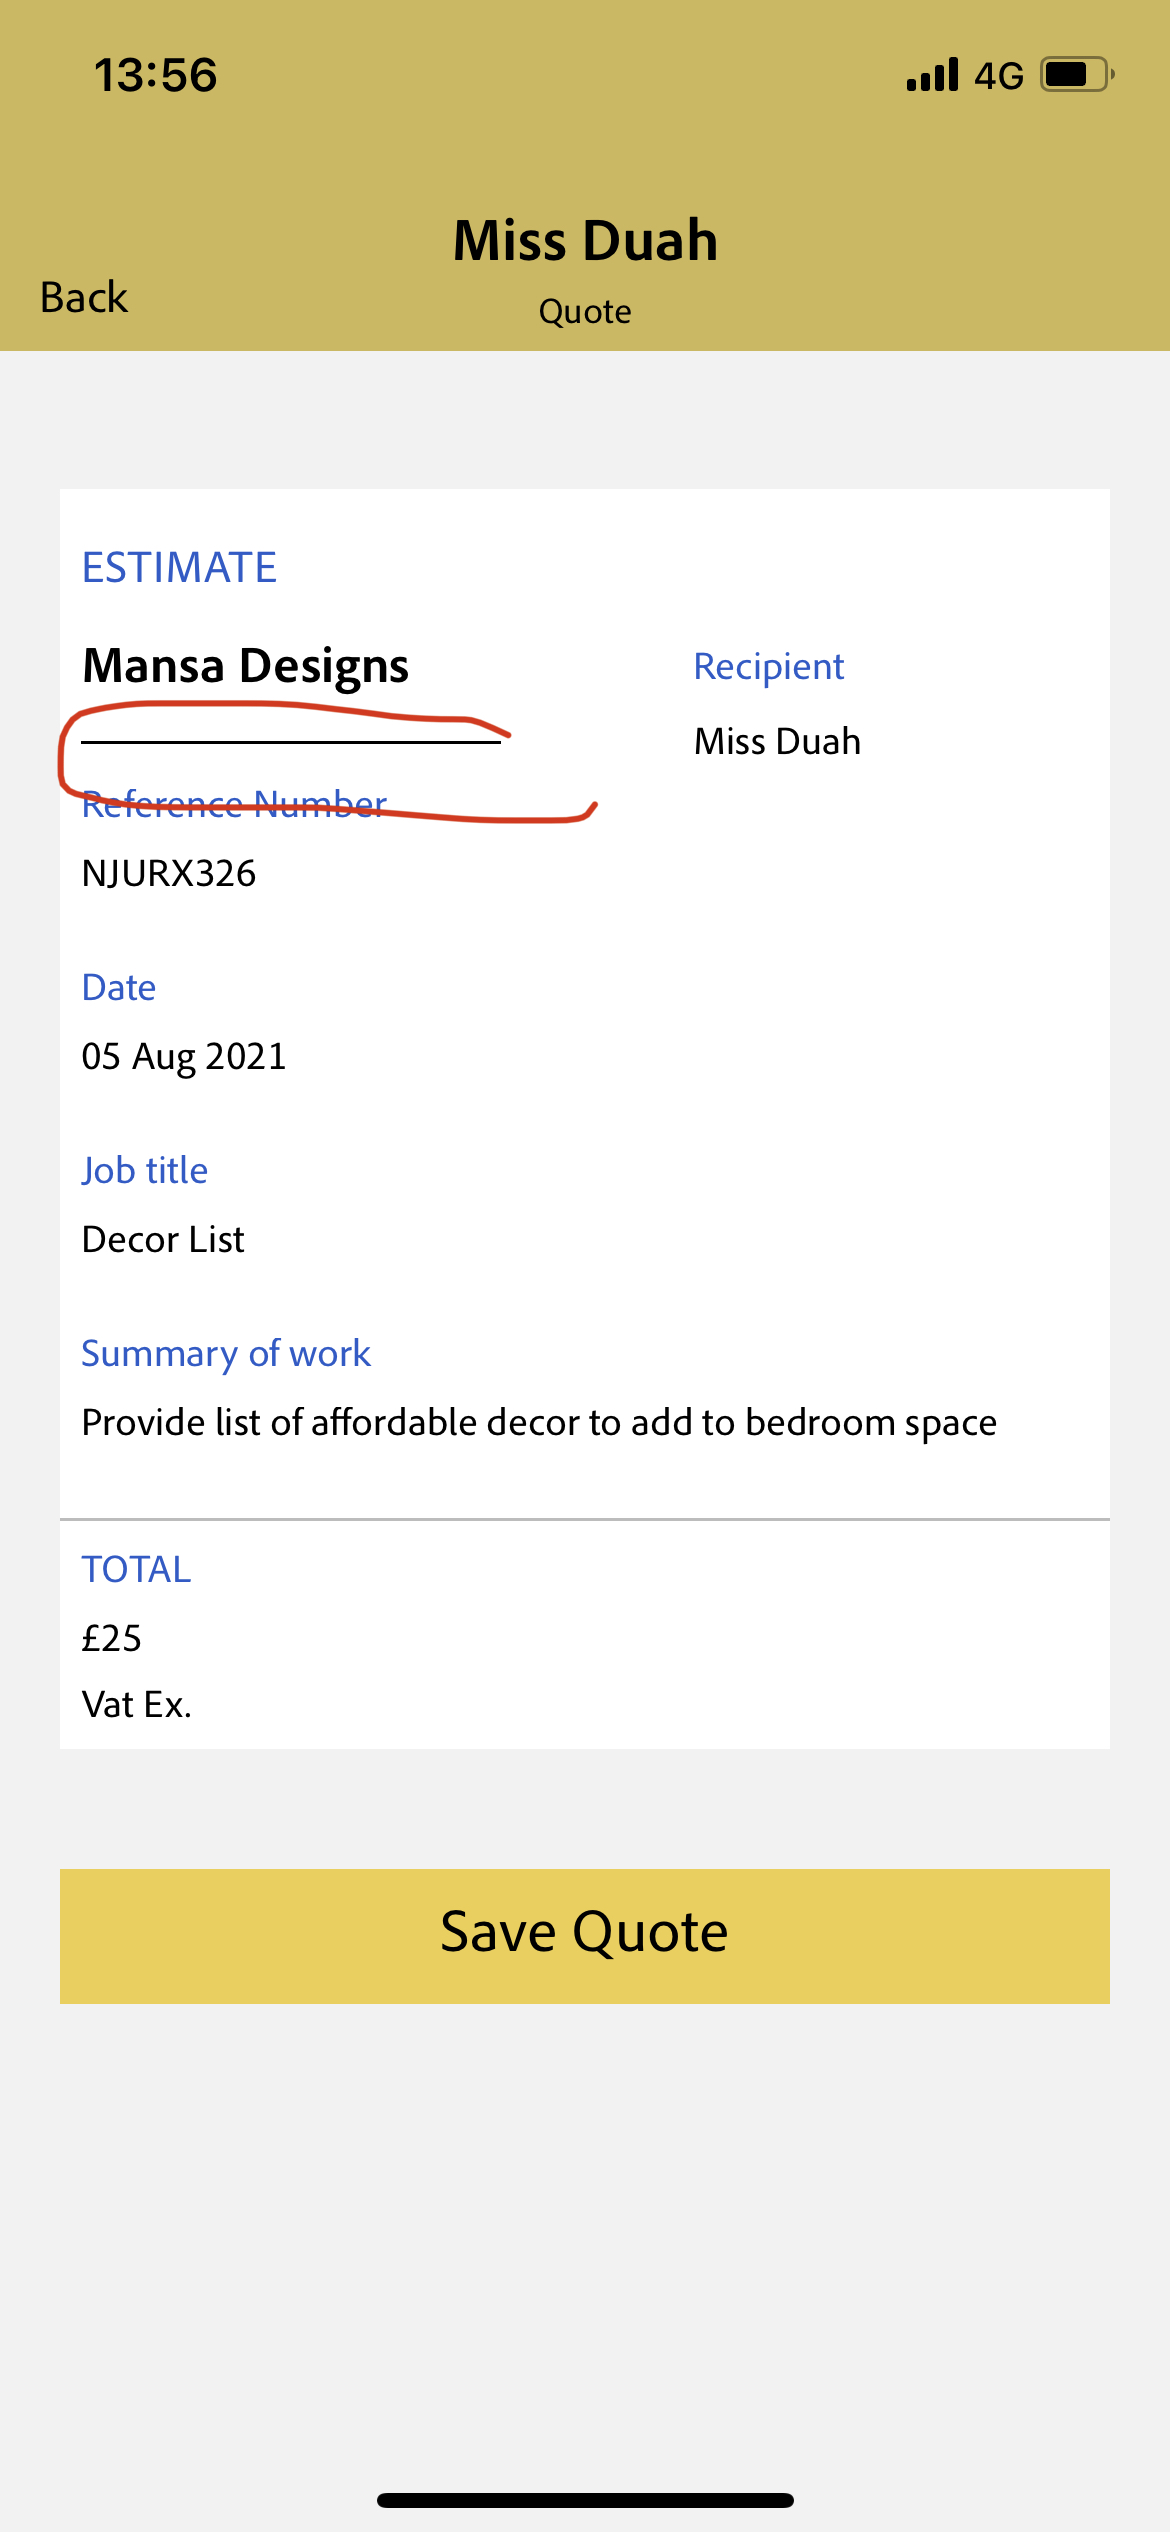 13:56
4G
Miss Duah
Back
Quote
ESTIMATE
Mansa Designs
Recipient
Miss Duah
Reference Number
NJURX326
Date
05 Aug 2021
Job title
Decor List
Summary of work
Provide list of affordable decor to add to bedroom space
TOTAL
£25
Vat Ex.
Save Quote